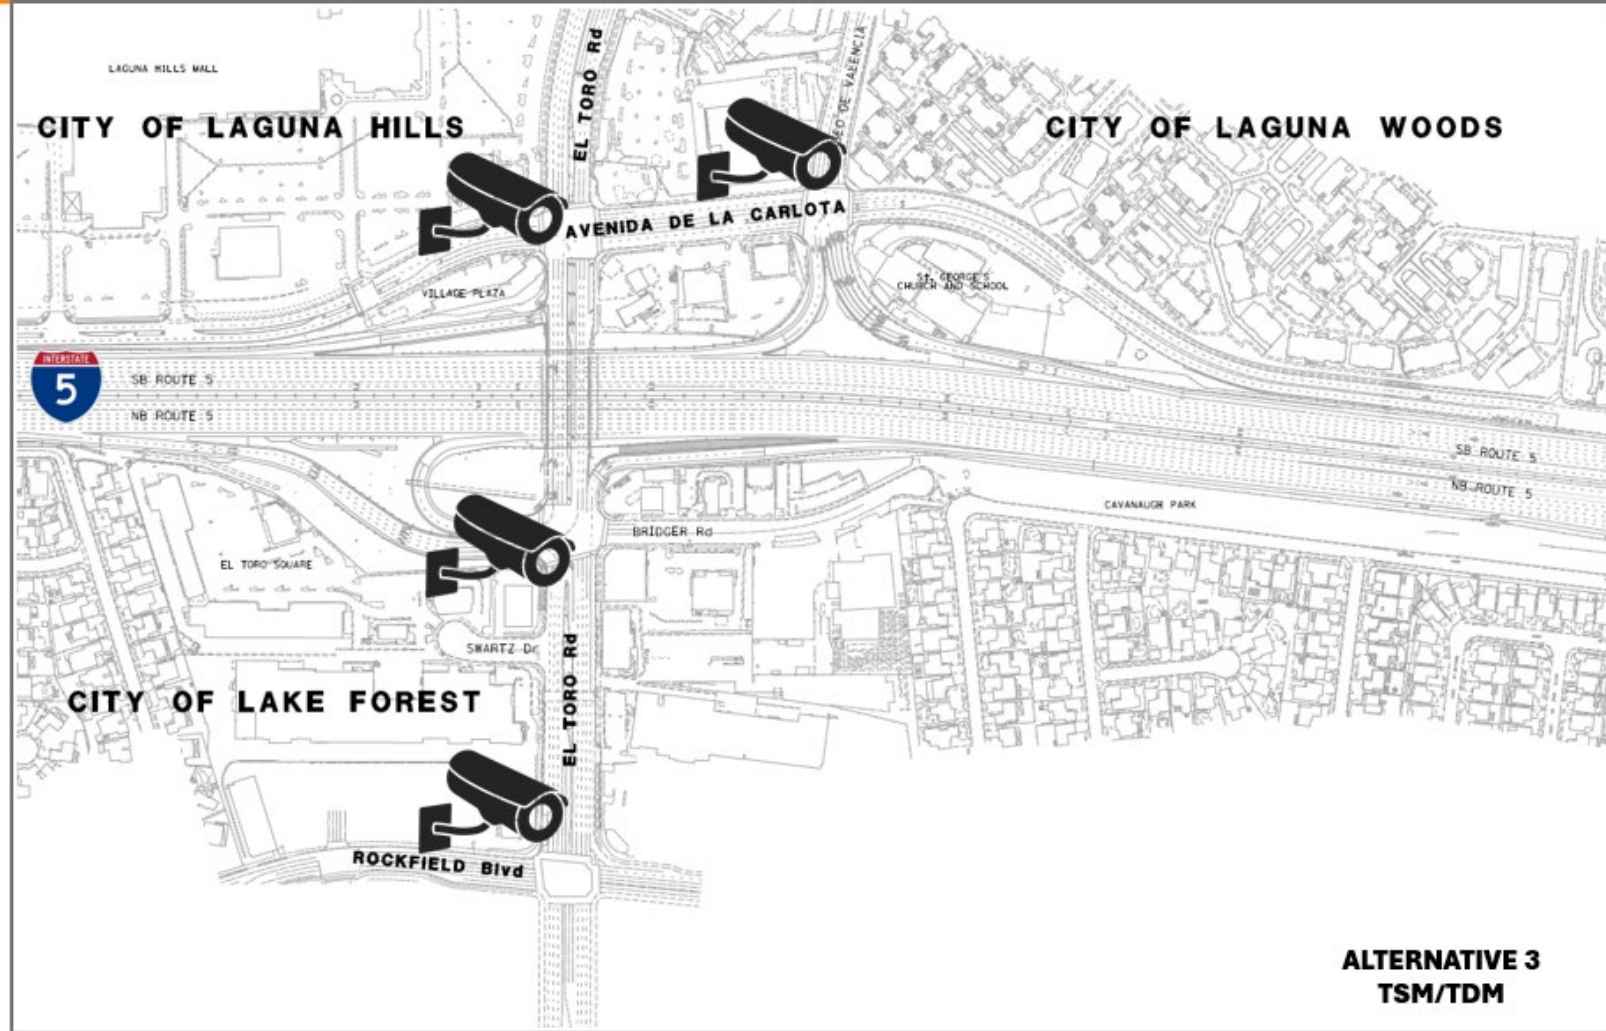 LAGUNA HILLS MALL
EL TORO Rd
DE VALENCIA
CITY OF LAGUNA HILLS
CITY OF LAGUNA WOODS
AVENIDA DE LA CARLOTA
VILLAGE PLAZA
St. GEORGE'S
CHURCH AND SCHOOL
INTERSTATE
5
SB ROUTE 5
NB ROUTE 5
SB ROUTE 5
NB ROUTE 5
CAVANAUGH PARK
BRIDGER Rd
EL TORO SQUARE
SWARTZ Dr
EL TORO Rd
CITY OF LAKE FOREST
ROCKFIELD Blvd
ALTERNATIVE 3
TSM/TDM